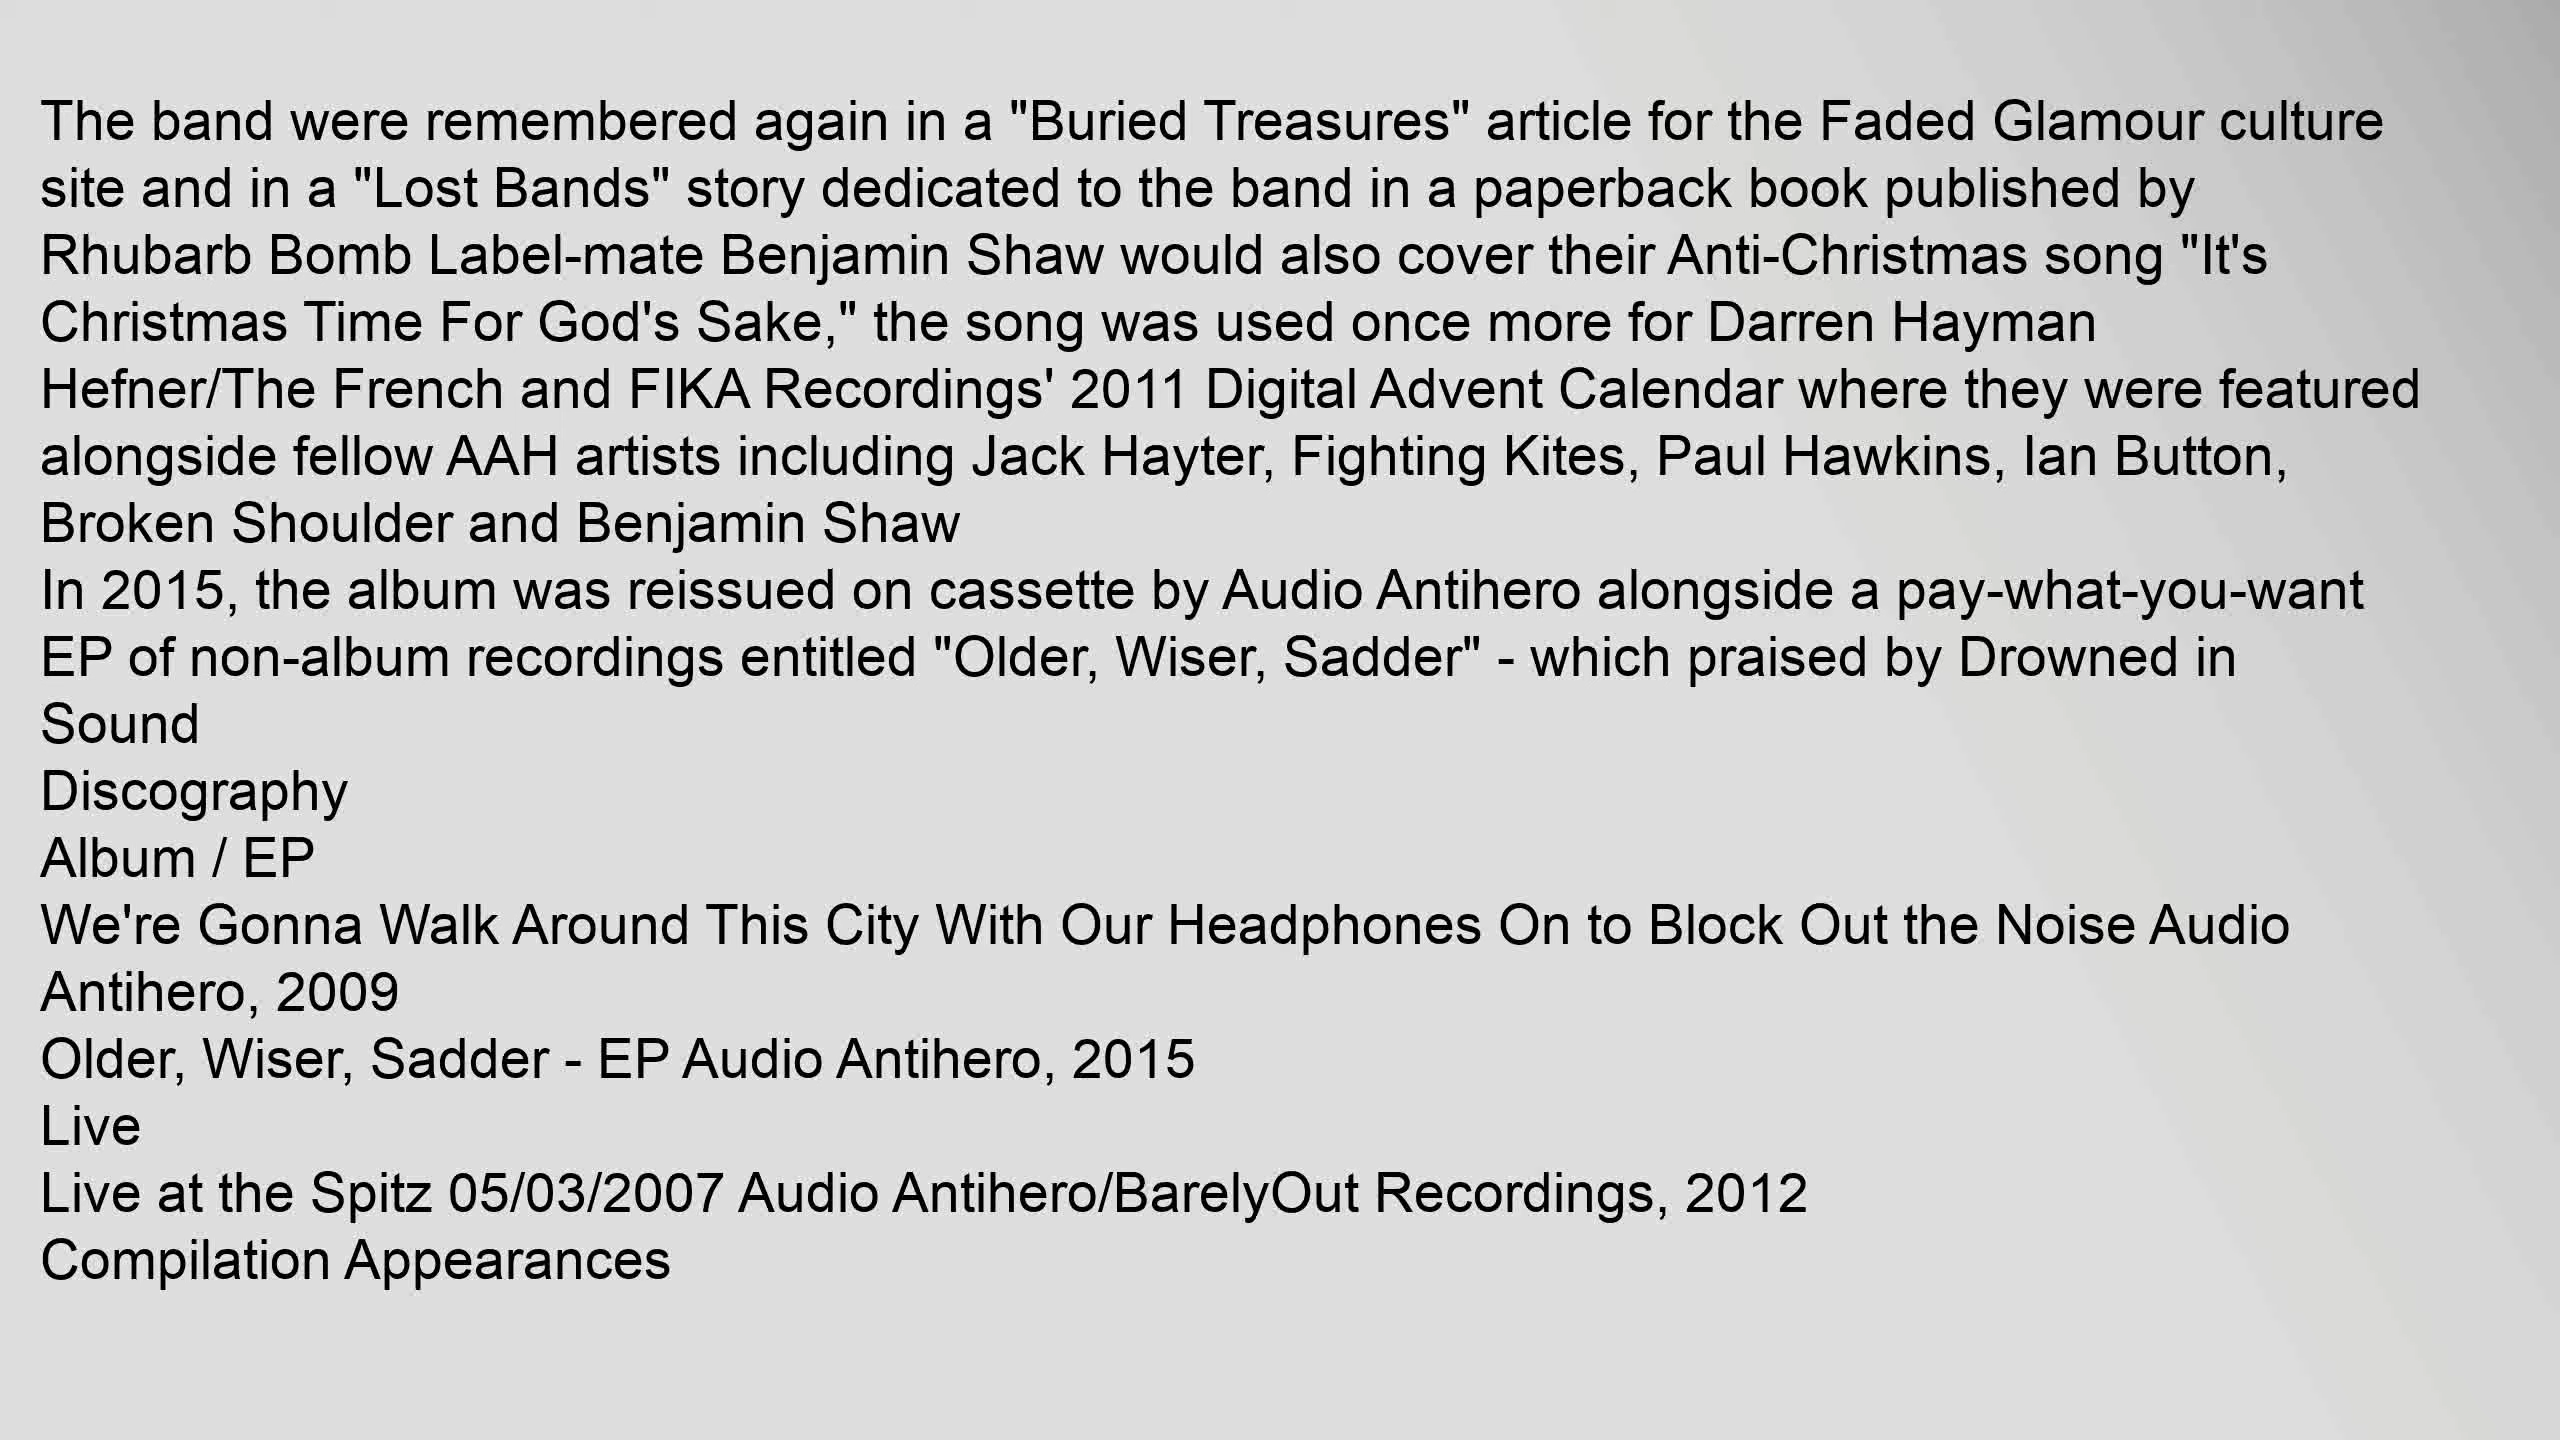 The band were remembered again in a "Buried Treasures" article for the Faded Glamour culture
site and in a "Lost Bands" story dedicated to the band in a paperback book published by
Rhubarb Bomb Label-mate Benjamin Shaw would also cover their Anti-Christmas song "It's
Christmas Time For God's Sake," the song was used once more for Darren Hayman
Hefner/The French and FIKA Recordings' 2011 Digital Advent Calendar where they were featured
alongside fellow AAH artists including Jack Hayter, Fighting Kites, Paul Hawkins, Ian Button,
Broken Shoulder and Benjamin Shaw
In 2015, the album was reissued on cassette by Audio Antihero alongside a pay-what-you-want
EP of non-album recordings entitled "Older, Wiser, Sadder" - which praised by Drowned in
Sound
Discography
Album / EP
We're Gonna Walk Around This City With Our Headphones On to Block Out the Noise Audio
Antihero, 2009
Older, Wiser, Sadder - EP Audio Antihero, 2015
Live
Live at the Spitz 05/03/2007 Audio Antihero/BarelyOut Recordings, 2012
Compilation Appearances